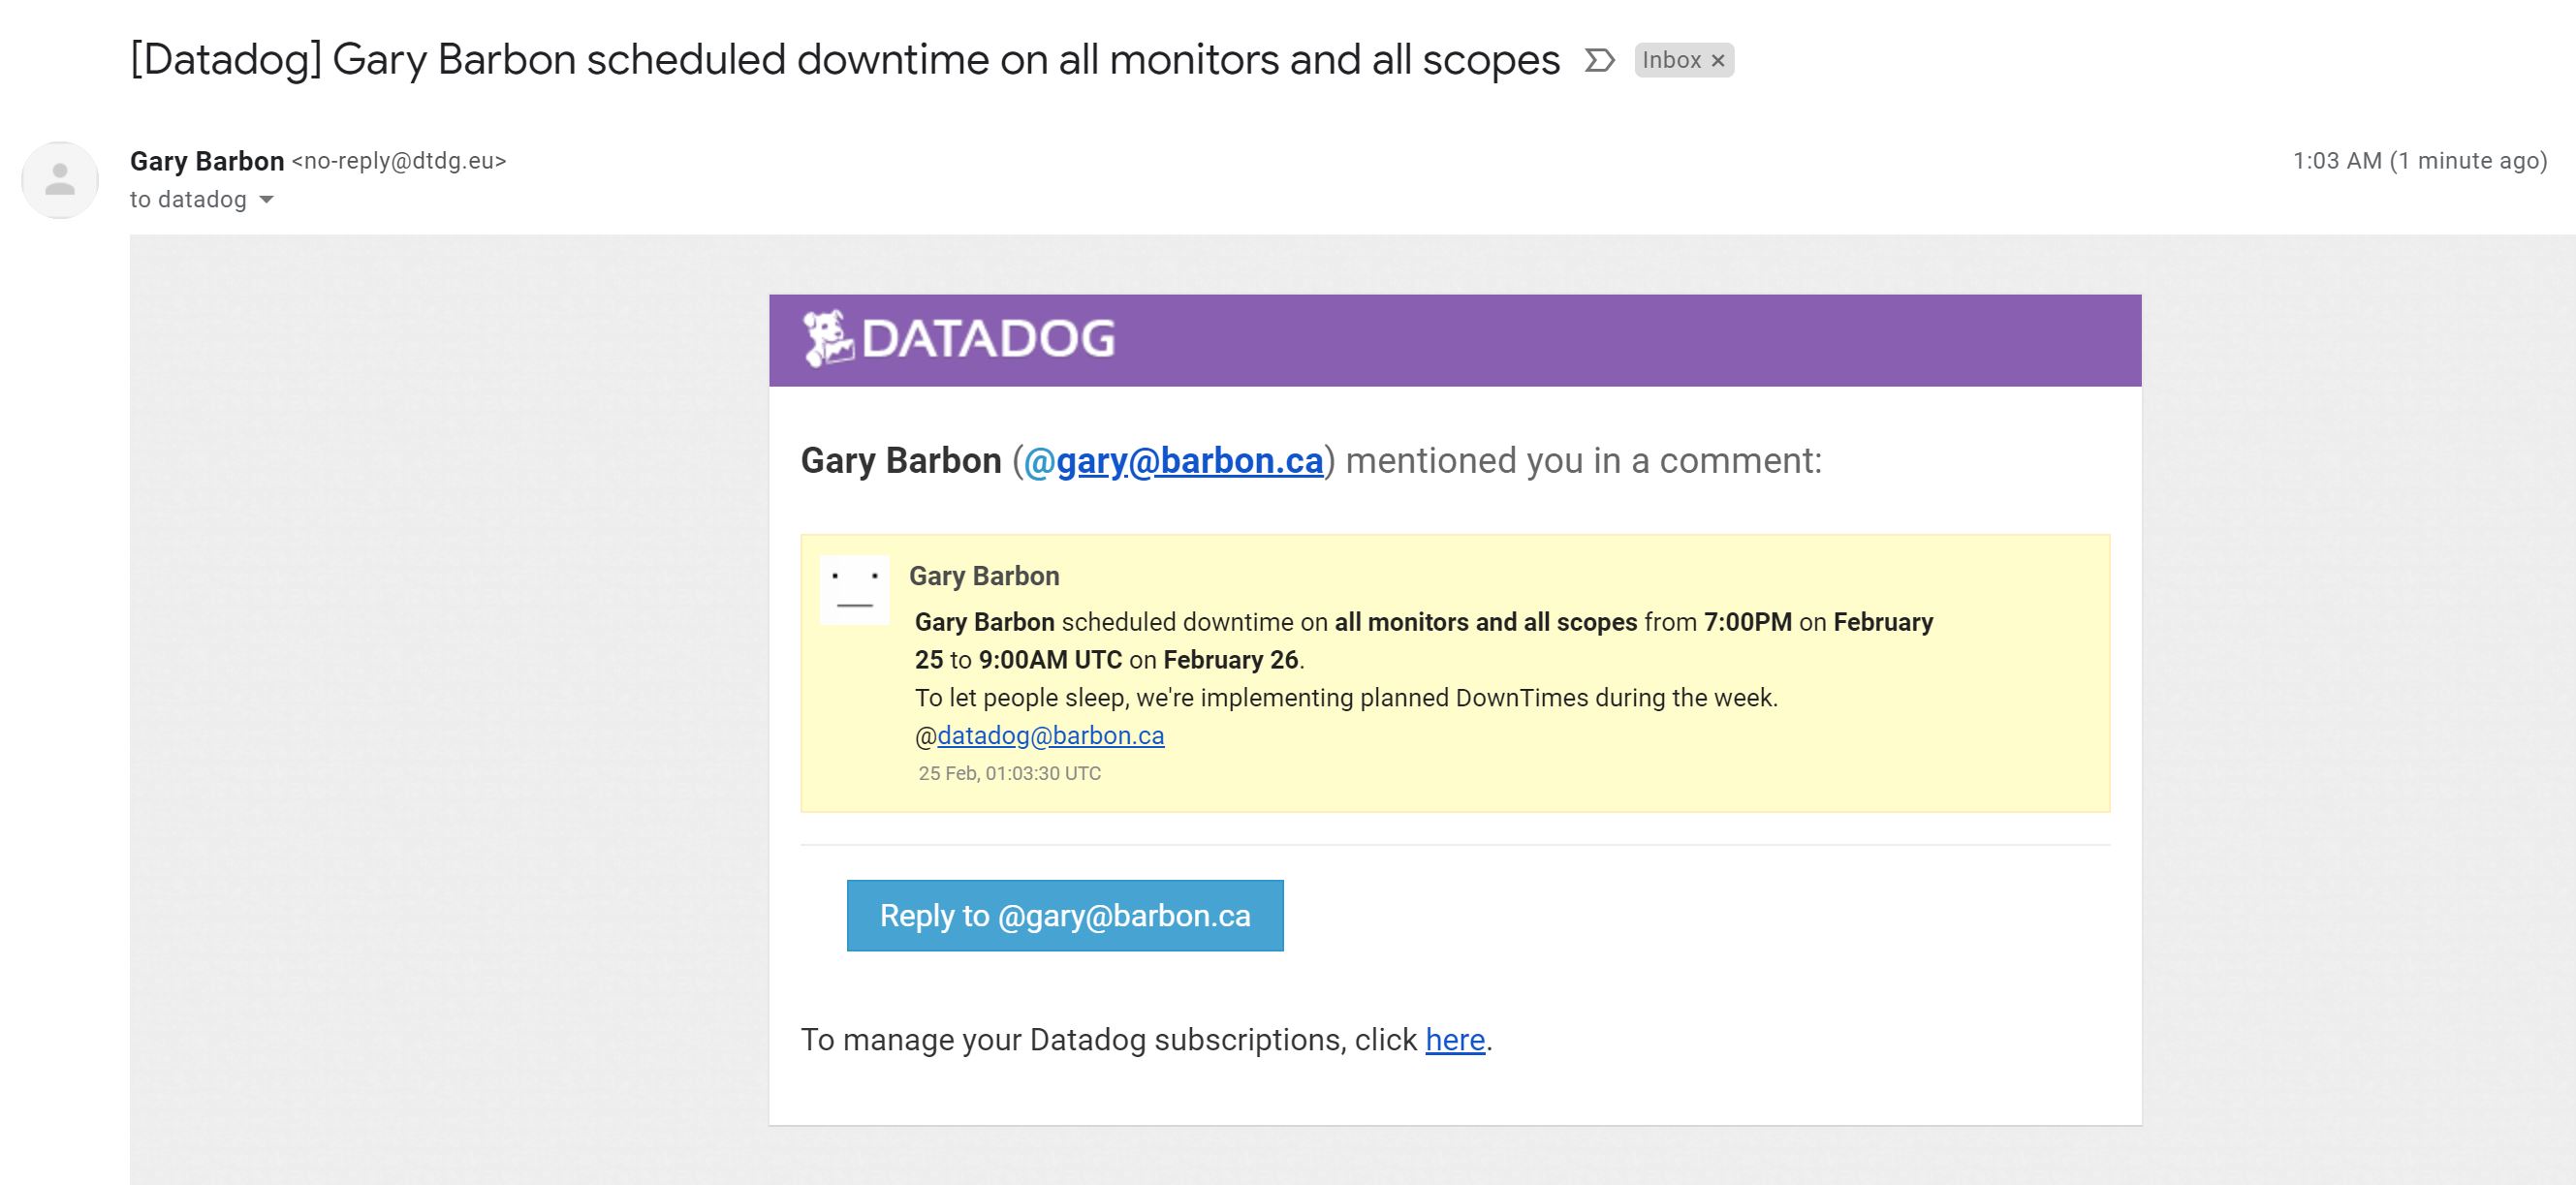 [Datadog] Gary Barbon scheduled downtime on all monitors and all scopes Inbox ×
Gary Barbon <no-reply@dtdg.eu> 1:03 AM (1 minute ago)
to datadog
DATADOG
Gary Barbon (@gary@barbon.ca) mentioned you in a comment:
Gary Barbon
Gary Barbon scheduled downtime on all monitors and all scopes from 7:00PM on February
25 to 9:00AM UTC on February 26.
To let people sleep, we're implementing planned DownTimes during the week.
@datadog@barbon.ca
25 Feb, 01:03:30 UTC
Reply to @gary@barbon.ca
To manage your Datadog subscriptions, click here.